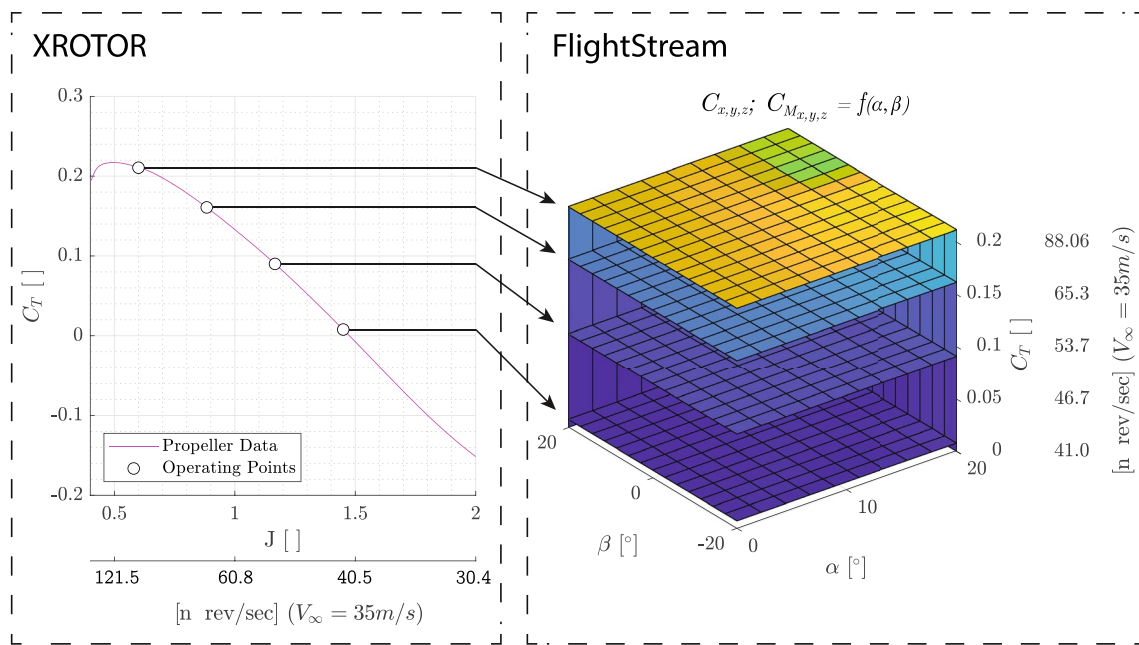 XROTOR
0.3
0.2
0.1
0
-0.1
-0.2
C_T [ ]
Propeller Data
Operating Points
0.5 1 1.5 2
J [ ]
121.5 60.8 40.5 30.4
[n rev/sec] (V_∞ = 35m/s)
FlightStream
C_{x,y,z}; C_{M_{x,y,z}} = f(α,β)
0.2 88.06
0.15 65.3
0.1 53.7
0.05 46.7
0 41.0
C_T [ ]
[n rev/sec] (V_∞ = 35m/s)
20
0
-20
β [°]
0
10
20
α [°]